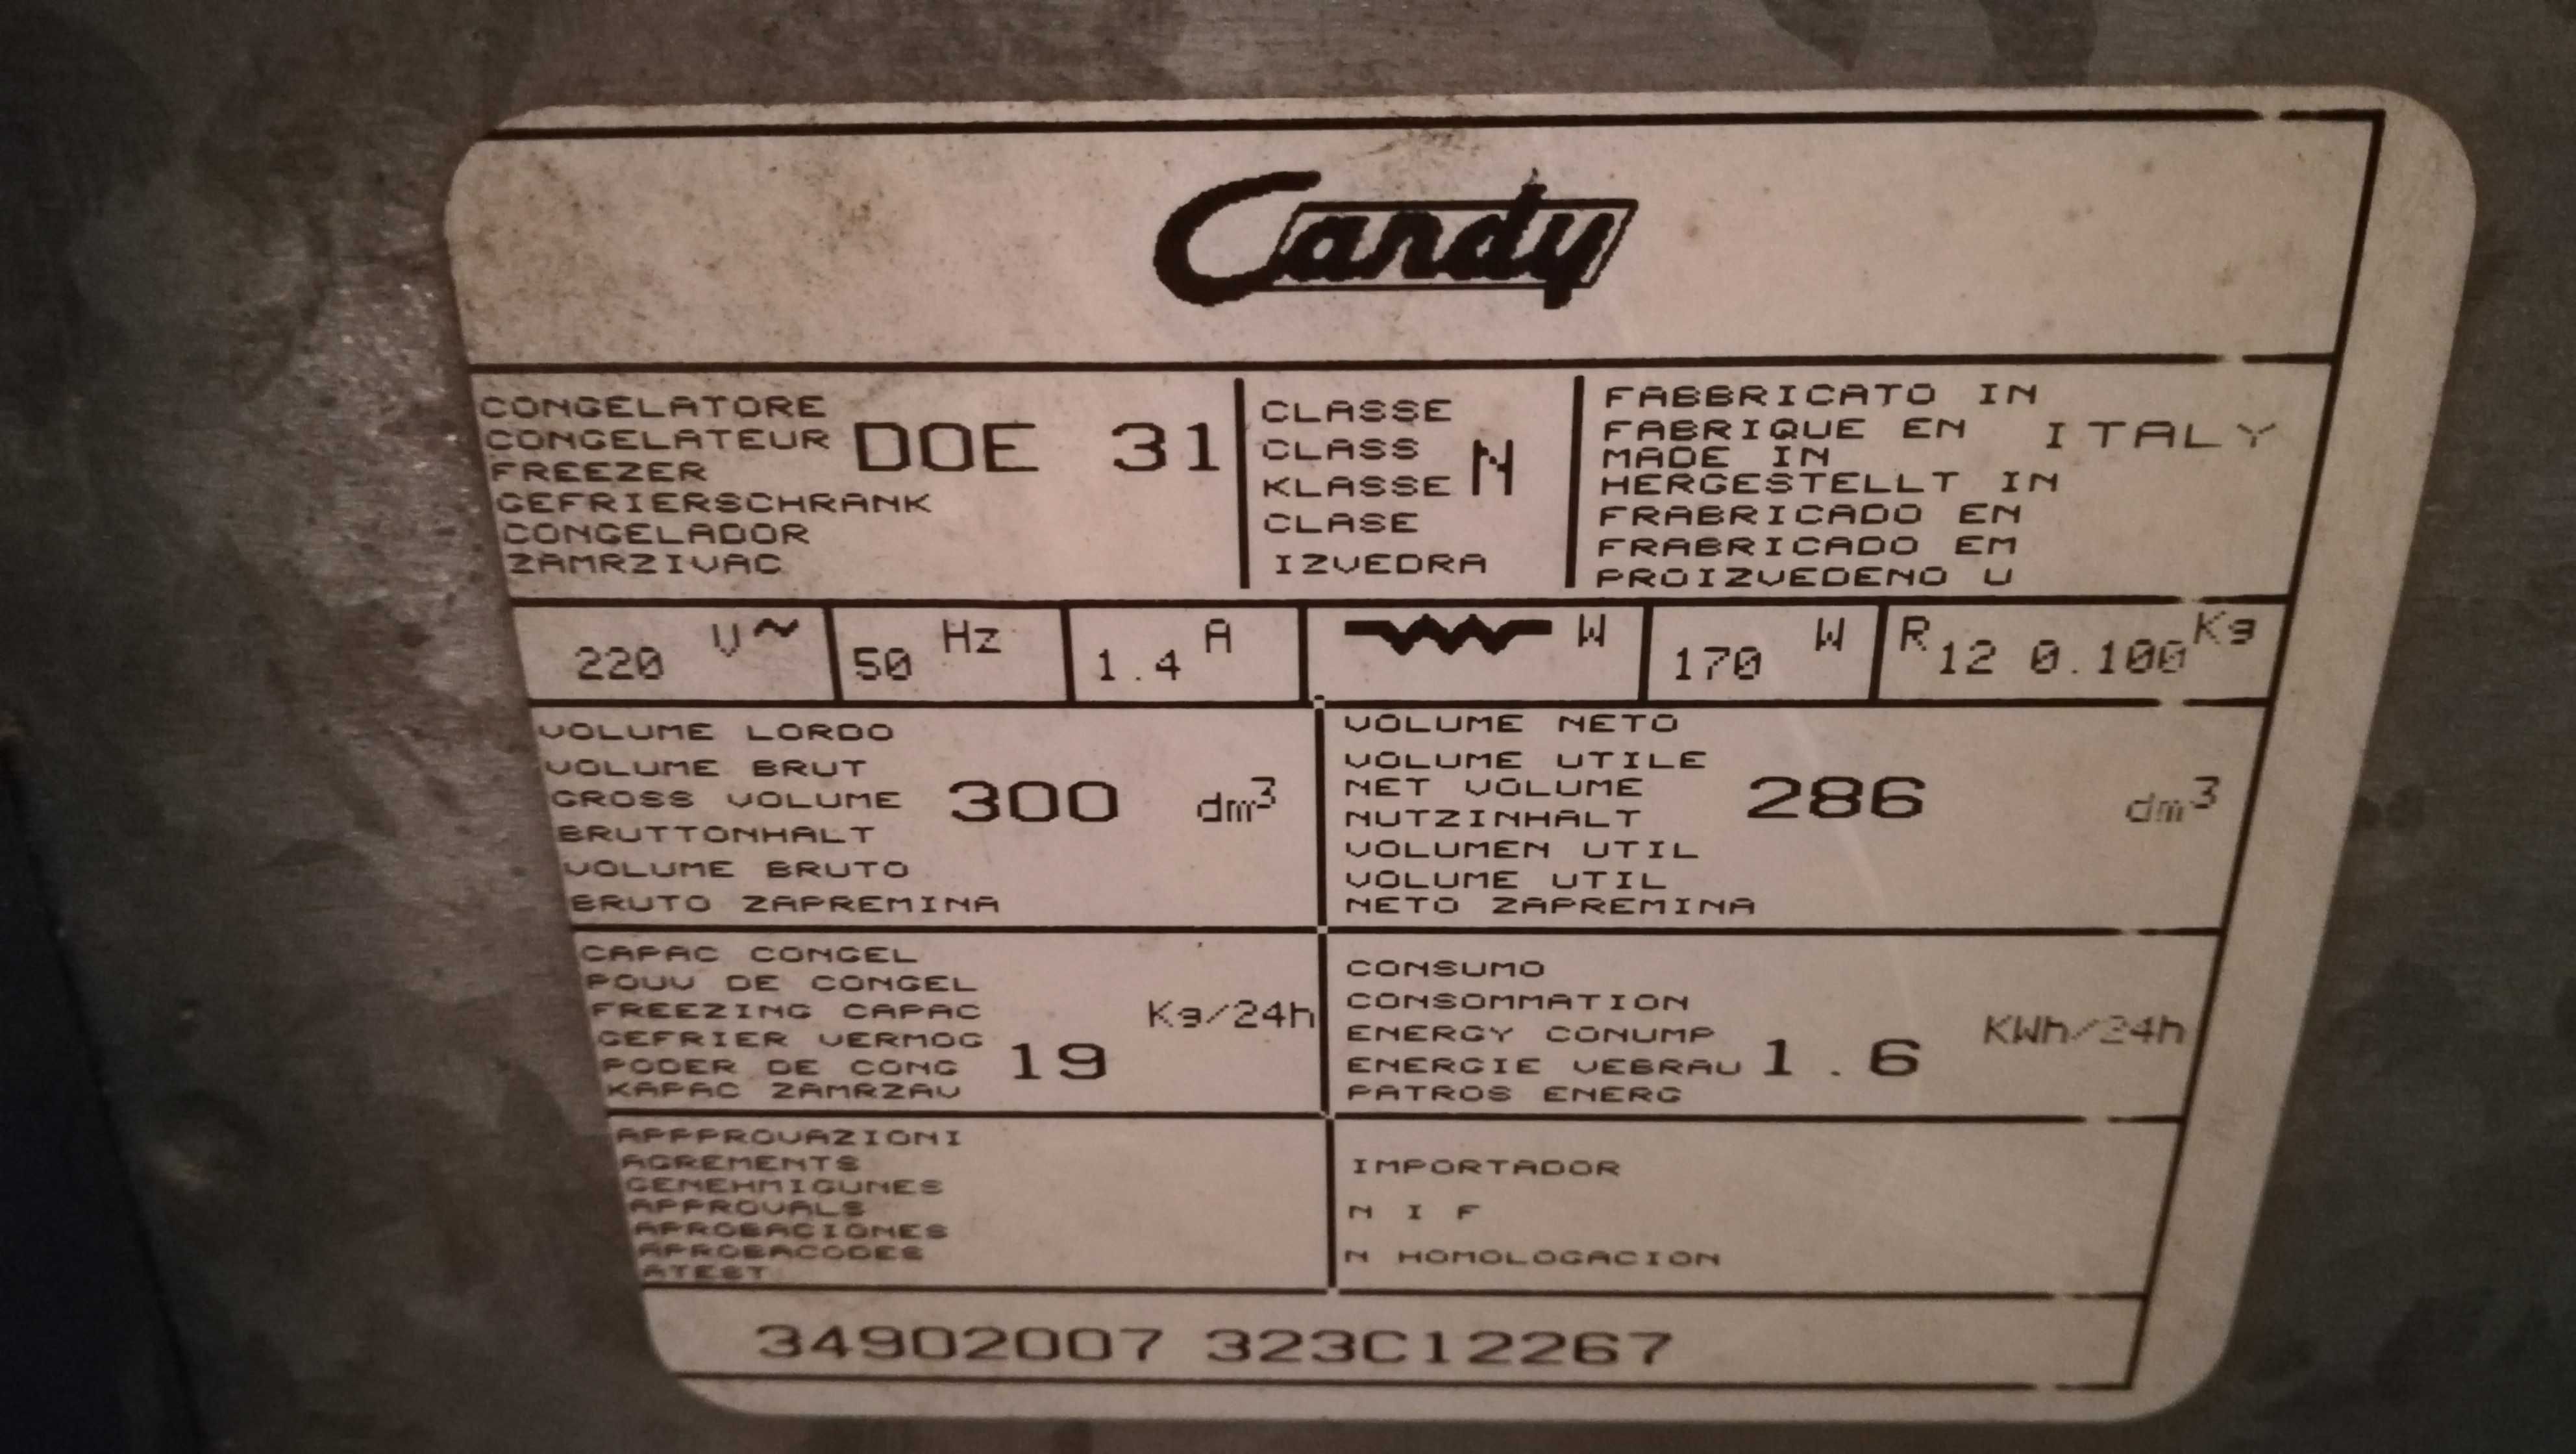 Candy
CONGELATORE
CONGELATEUR
FREEZER
GEFRIERSCHRANK
CONGELADOR
ZAMRZIVAC
DOE 31
CLASSE
CLASS
KLASSE
CLASE
IZVEDRA
N
FABBRICATO IN
FABRIQUE EN
MADE IN
HERGESTELLT IN
FRABRICADO EN
FRABRICADO EM
PROIZVEDENO U
ITALY
220 V~
50 Hz
1.4 A
W
170 W
R12 0.100 Kg
VOLUME LORDO
VOLUME BRUT
GROSS VOLUME
BRUTTONHALT
VOLUME BRUTO
BRUTO ZAPREMINA
300 dm³
VOLUME NETO
VOLUME UTILE
NET VOLUME
NUTZINHALT
VOLUMEN UTIL
VOLUME UTIL
NETO ZAPREMINA
286 dm³
CAPAC CONGEL
POUV DE CONGEL
FREEZING CAPAC
GEFRIER VERMOG
PODER DE CONG
KAPAC ZAMRZAV
19 Kg/24h
CONSUMO
CONSOMMATION
ENERGY CONUMP
ENERGIE VEBRAU
PATROS ENERG
1.6 KWh/24h
APPPROVAZIONI
AGREMENTS
GENEHMIGUNES
APPROVALS
APROBACIONES
APROBACODES
ATEST
IMPORTADOR
N I F
N HOMOLOGACION
34902007 323C12267